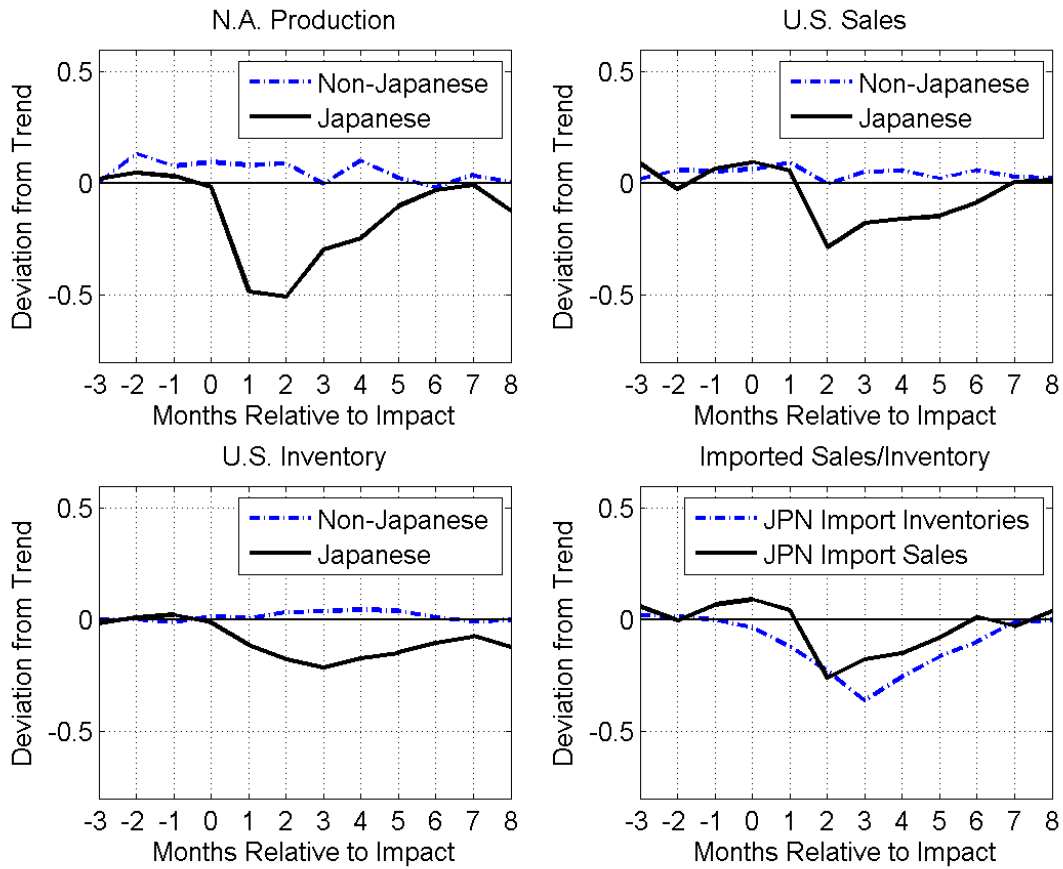 N.A. Production
Deviation from Trend
0.5
0
-0.5
Non-Japanese
Japanese
-3 -2 -1 0 1 2 3 4 5 6 7 8
Months Relative to Impact
U.S. Sales
Deviation from Trend
0.5
0
-0.5
Non-Japanese
Japanese
-3 -2 -1 0 1 2 3 4 5 6 7 8
Months Relative to Impact
U.S. Inventory
Deviation from Trend
0.5
0
-0.5
Non-Japanese
Japanese
-3 -2 -1 0 1 2 3 4 5 6 7 8
Months Relative to Impact
Imported Sales/Inventory
Deviation from Trend
0.5
0
-0.5
JPN Import Inventories
JPN Import Sales
-3 -2 -1 0 1 2 3 4 5 6 7 8
Months Relative to Impact